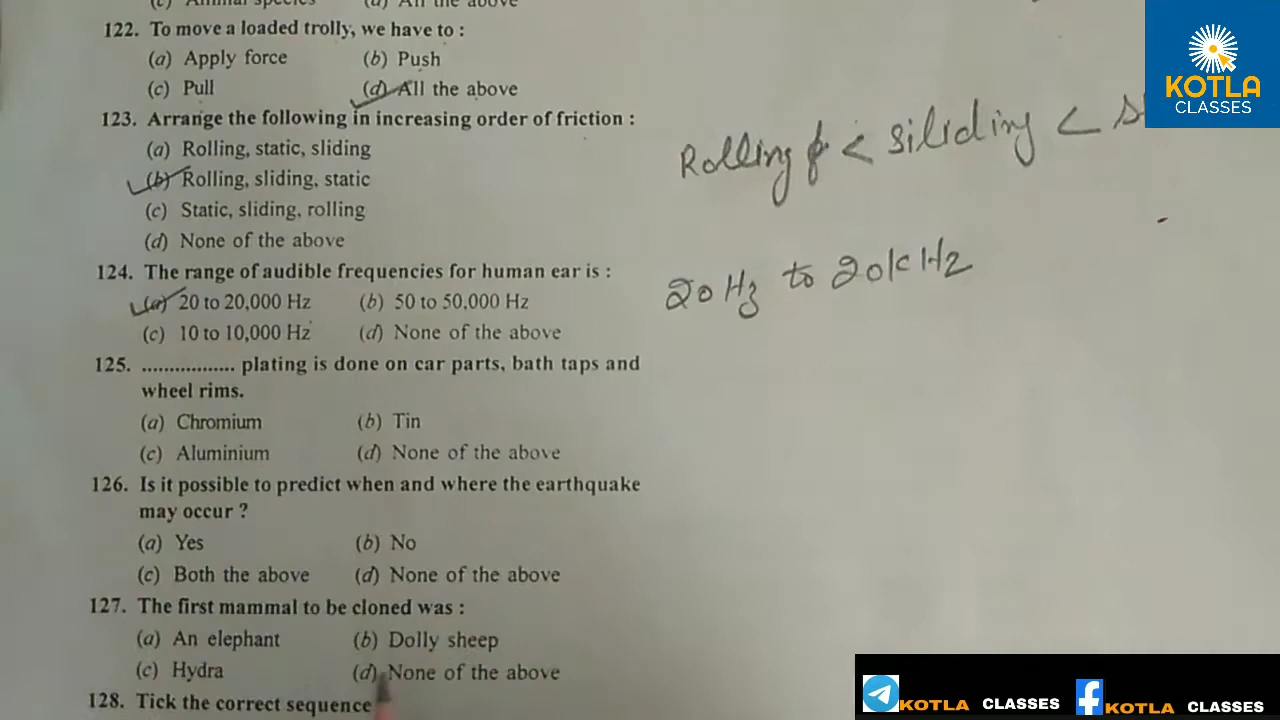 (c) Animal species (d) All the above
122. To move a loaded trolly, we have to :
(a) Apply force (b) Push
(c) Pull (d) All the above
123. Arrange the following in increasing order of friction :
(a) Rolling, static, sliding
(b) Rolling, sliding, static
(c) Static, sliding, rolling
(d) None of the above
124. The range of audible frequencies for human ear is :
(a) 20 to 20,000 Hz (b) 50 to 50,000 Hz
(c) 10 to 10,000 Hz (d) None of the above
125. ................. plating is done on car parts, bath taps and
wheel rims.
(a) Chromium (b) Tin
(c) Aluminium (d) None of the above
126. Is it possible to predict when and where the earthquake
may occur ?
(a) Yes (b) No
(c) Both the above (d) None of the above
127. The first mammal to be cloned was :
(a) An elephant (b) Dolly sheep
(c) Hydra (d) None of the above
128. Tick the correct sequence
Rolling < siliding <
20 Hz to 20k Hz
KOTLA
CLASSES
KOTLA CLASSES
KOTLA CLASSES